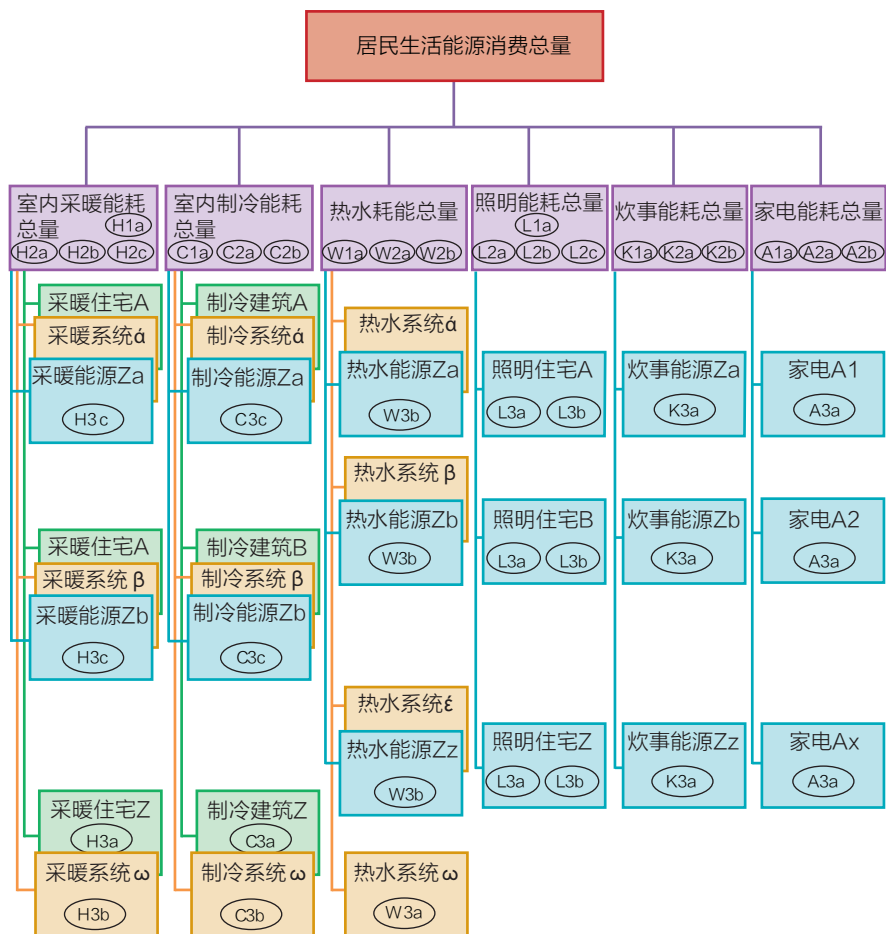 居民生活能源消费总量
室内采暖能耗
总量
H1a
H2a H2b H2c
室内制冷能耗
总量
C1a C2a C2b
热水耗能总量
W1a W2a W2b
照明能耗总量
L1a
L2a L2b L2c
炊事能耗总量
K1a K2a K2b
家电能耗总量
A1a A2a A2b
采暖住宅A
采暖系统ά
采暖能源Za
H3c
制冷建筑A
制冷系统ά
制冷能源Za
C3c
热水系统ά
热水能源Za
W3b
照明住宅A
L3a L3b
炊事能源Za
K3a
家电A1
A3a
采暖住宅A
采暖系统β
采暖能源Zb
H3c
制冷建筑B
制冷系统β
制冷能源Zb
C3c
热水系统β
热水能源Zb
W3b
照明住宅B
L3a L3b
炊事能源Zb
K3a
家电A2
A3a
热水系统έ
热水能源Zz
W3b
照明住宅Z
L3a L3b
炊事能源Zz
K3a
家电Ax
A3a
采暖住宅Z
H3a
采暖系统ω
H3b
制冷建筑Z
C3a
制冷系统ω
C3b
热水系统ω
W3a